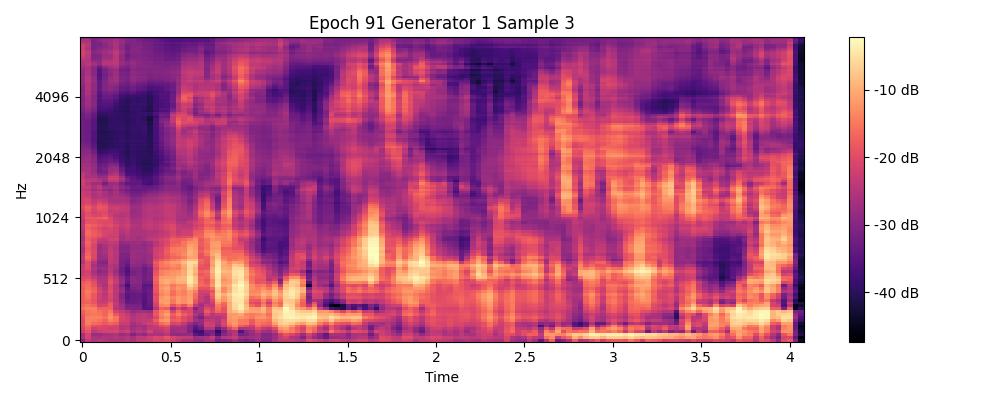 Epoch 91 Generator 1 Sample 3
Hz
4096
2048
1024
512
0
0 0.5 1 1.5 2 2.5 3 3.5 4
Time
-10 dB
-20 dB
-30 dB
-40 dB